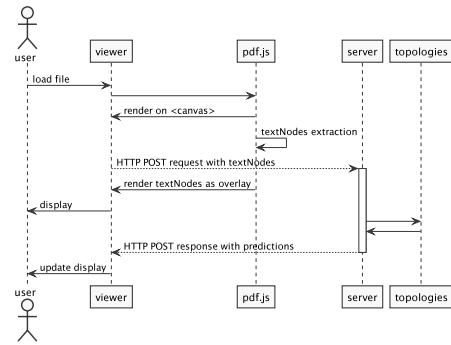 user
viewer
pdf.js
server
topologies
load file
render on <canvas>
textNodes extraction
HTTP POST request with textNodes
render textNodes as overlay
display
HTTP POST response with predictions
update display
user
viewer
pdf.js
server
topologies